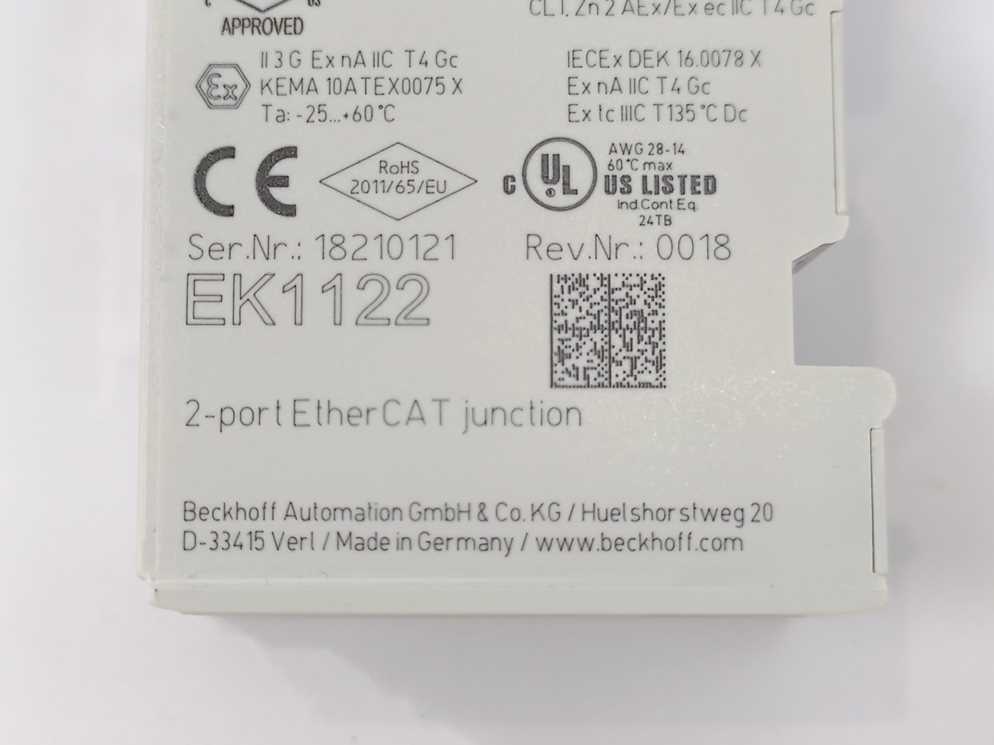 CL I, Zn 2 AEx/Ex ec IIC T4 Gc
APPROVED
II 3 G Ex nA IIC T4 Gc
KEMA 10ATEX0075 X
Ta: -25...+60°C
IECEx DEK 16.0078 X
Ex nA IIC T4 Gc
Ex tc IIIC T135°C Dc
Ex
CE
RoHS
2011/65/EU
C UL US LISTED
AWG 28-14
60°C max
Ind.Cont.Eq.
24TB
Ser.Nr.: 18210121
Rev.Nr.: 0018
EK1122
2-port EtherCAT junction
Beckhoff Automation GmbH & Co. KG / Huelshorstweg 20
D-33415 Verl / Made in Germany / www.beckhoff.com